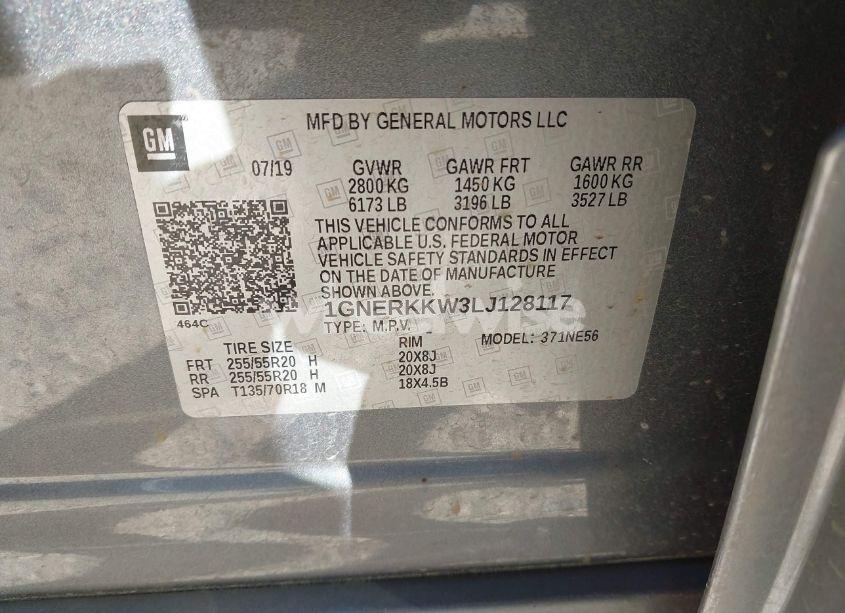 GM
MFD BY GENERAL MOTORS LLC
07/19 GVWR GAWR FRT GAWR RR
2800 KG 1450 KG 1600 KG
6173 LB 3196 LB 3527 LB
THIS VEHICLE CONFORMS TO ALL
APPLICABLE U.S. FEDERAL MOTOR
VEHICLE SAFETY STANDARDS IN EFFECT
ON THE DATE OF MANUFACTURE
SHOWN ABOVE.
1GNERKKW3LJ128117
464C
TYPE: M.P.V. MODEL: 371NE56
TIRE SIZE RIM
FRT 255/55R20 H 20X8J
RR 255/55R20 H 20X8J
SPA T135/70R18 M 18X4.5B